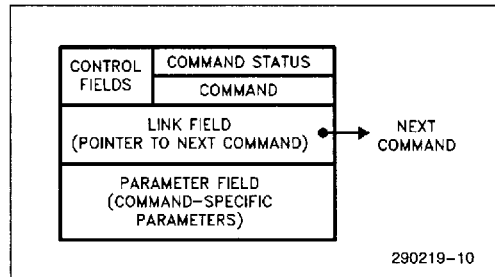 CONTROL
FIELDS
COMMAND STATUS
COMMAND
LINK FIELD
(POINTER TO NEXT COMMAND)
NEXT
COMMAND
PARAMETER FIELD
(COMMAND-SPECIFIC
PARAMETERS)
290219-10